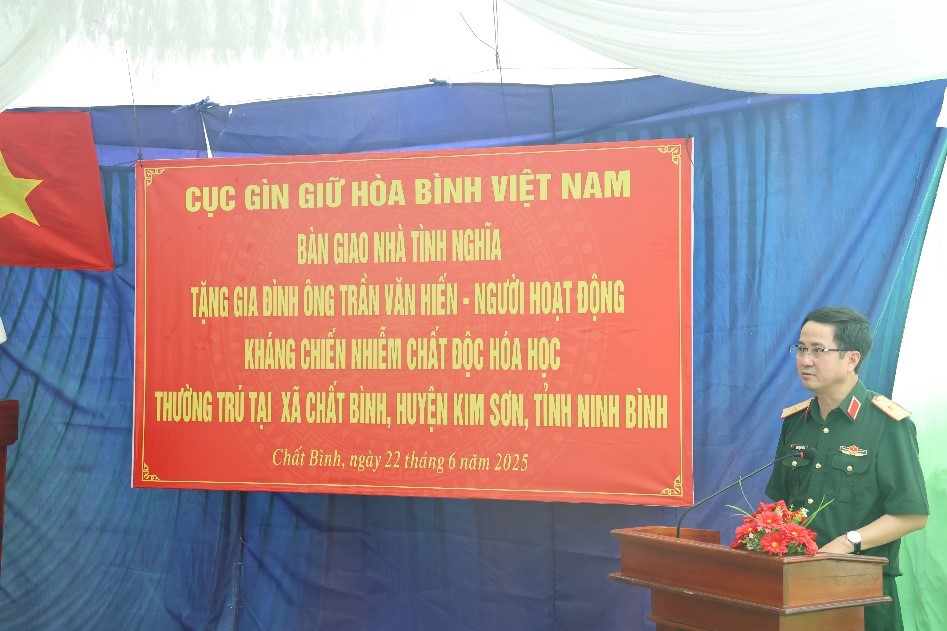 CỤC GÌN GIỮ HÒA BÌNH VIỆT NAM
BÀN GIAO NHÀ TÌNH NGHĨA
TẶNG GIA ĐÌNH ÔNG TRẦN VĂN HIẾN - NGƯỜI HOẠT ĐỘNG
KHÁNG CHIẾN NHIỄM CHẤT ĐỘC HÓA HỌC
THƯỜNG TRÚ TẠI XÃ CHẤT BÌNH, HUYỆN KIM SƠN, TỈNH NINH BÌNH
Chất Bình, ngày 22 tháng 6 năm 2025